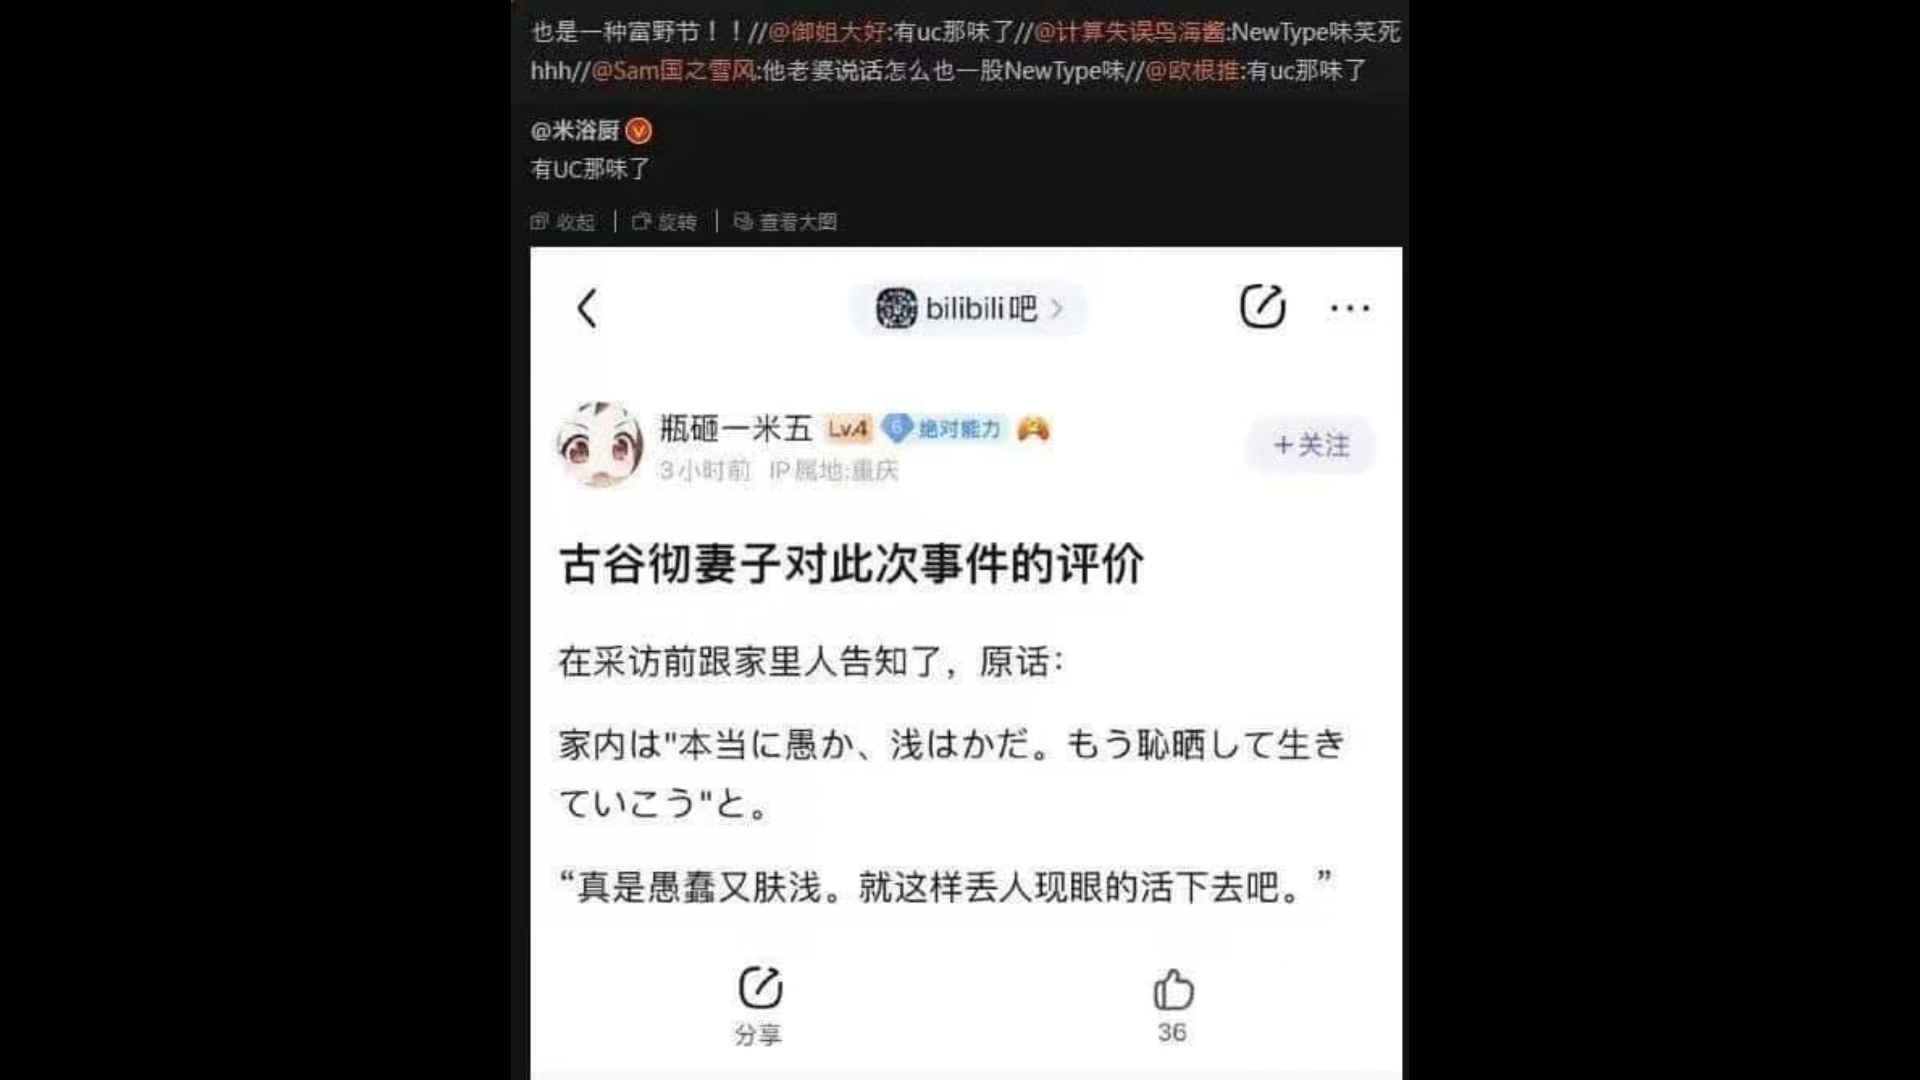 也是一种富野节！！//@御姐大好:有uc那味了//@计算失误鸟海酱:NewType味笑死
hhh//@Sam国之雪风:他老婆说话怎么也一股NewType味//@欧根推:有uc那味了
@米浴厨
有UC那味了
收起 | 旋转 | 查看大图
bilibili吧
瓶砸一米五 Lv.4 6 绝对能力
3小时前 IP属地:重庆
+关注
古谷彻妻子对此次事件的评价
在采访前跟家里人告知了，原话：
家内は"本当に愚か、浅はかだ。もう恥晒して生き
ていこう"と。
“真是愚蠢又肤浅。就这样丢人现眼的活下去吧。”
分享
36